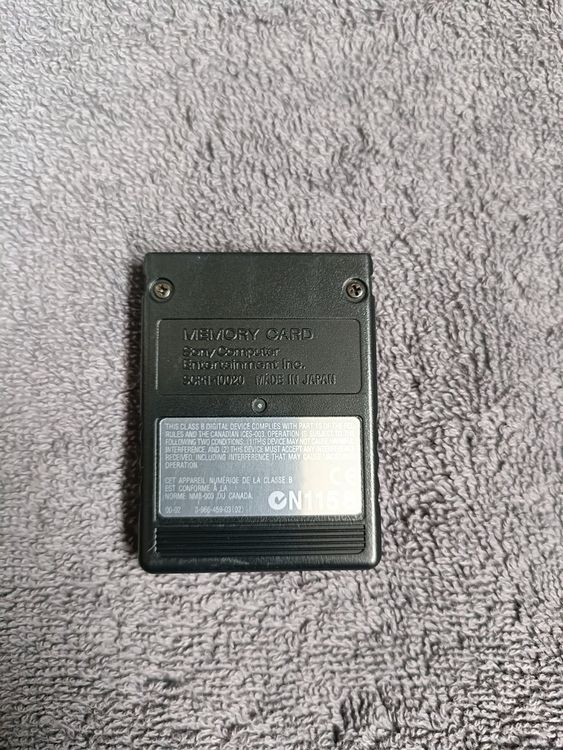 MEMORY CARD
Sony Computer
Entertainment Inc.
SCPH-10020 MADE IN JAPAN
THIS CLASS B DIGITAL DEVICE COMPLIES WITH PART 15 OF THE FCC
RULES AND THE CANADIAN ICES-003. OPERATION IS SUBJECT TO THE
FOLLOWING TWO CONDITIONS: (1) THIS DEVICE MAY NOT CAUSE HARMFUL
INTERFERENCE, AND (2) THIS DEVICE MUST ACCEPT ANY INTERFERENCE
RECEIVED, INCLUDING INTERFERENCE THAT MAY CAUSE UNDESIRED
OPERATION.
CET APPAREIL NUMÉRIQE DE LA CLASSE B
EST CONFORME À LA
NORME NMB-003 DU CANADA.
CE
N115
00-02 3-960-459-03(02)